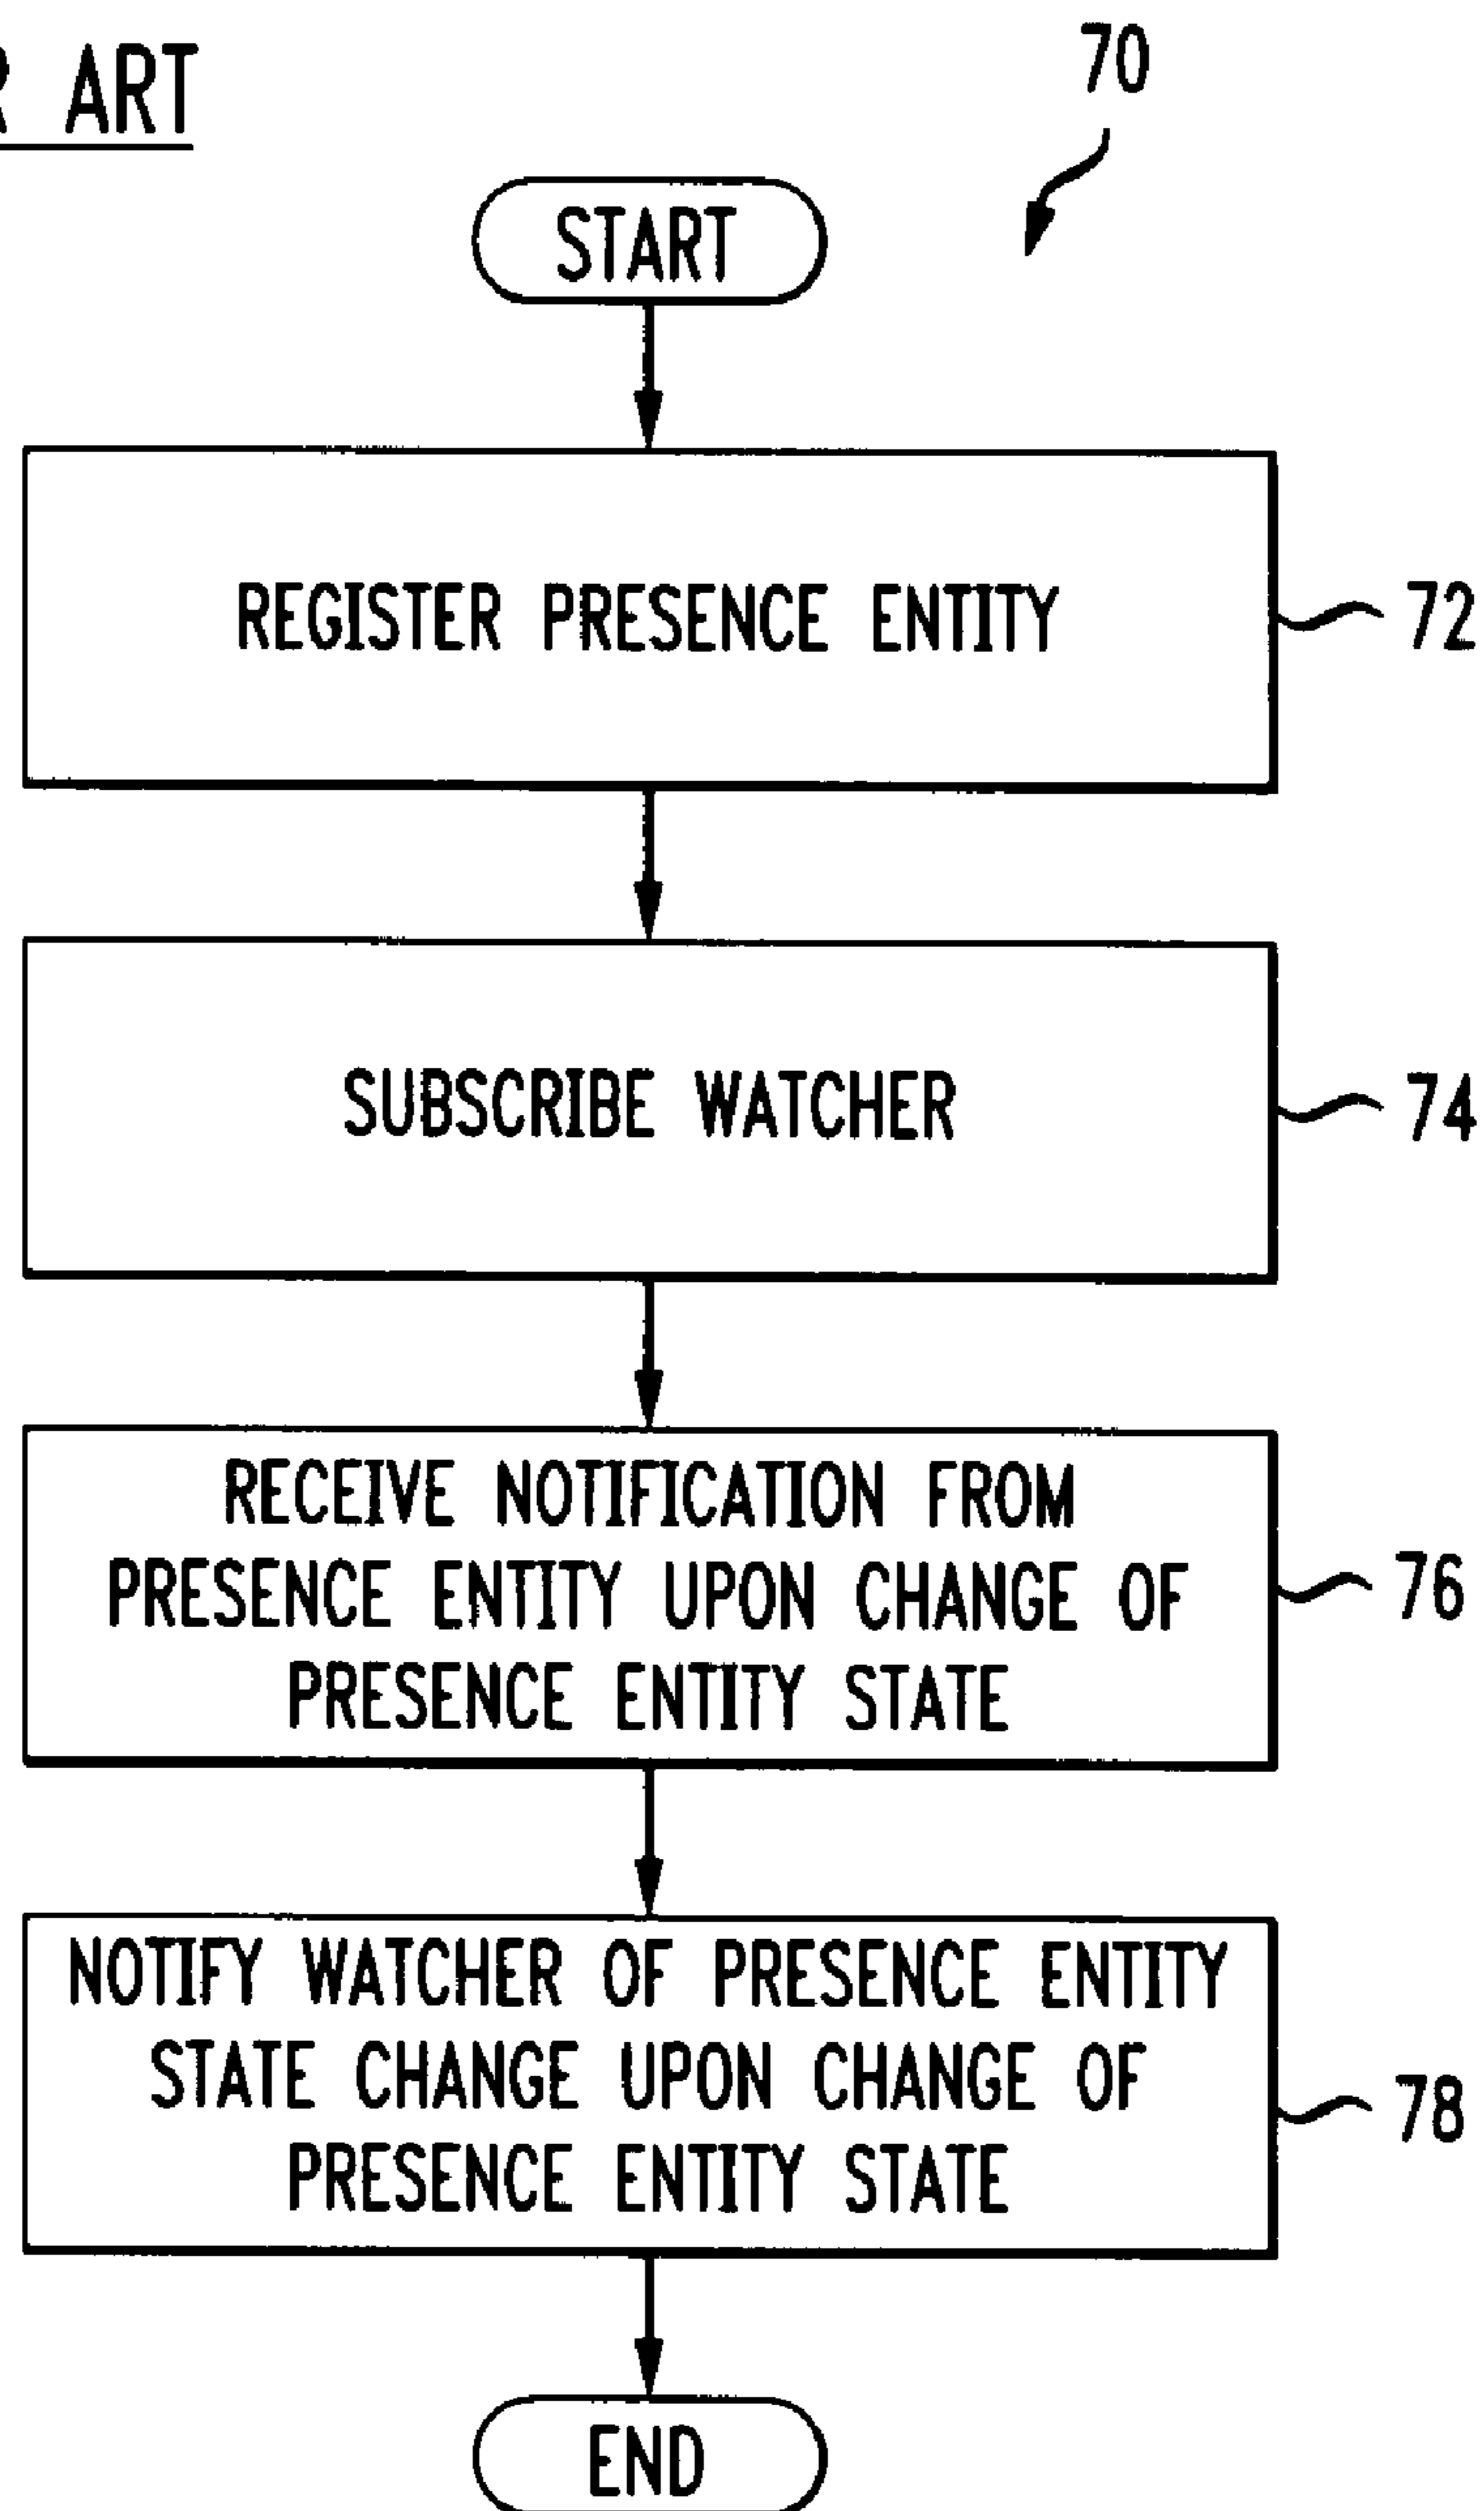 ART
70
START
REGISTER PRESENCE ENTITY
72
SUBSCRIBE WATCHER
74
RECEIVE NOTIFICATION FROM
PRESENCE ENTITY UPON CHANGE OF
PRESENCE ENTITY STATE
76
NOTIFY WATCHER OF PRESENCE ENTITY
STATE CHANGE UPON CHANGE OF
PRESENCE ENTITY STATE
78
END